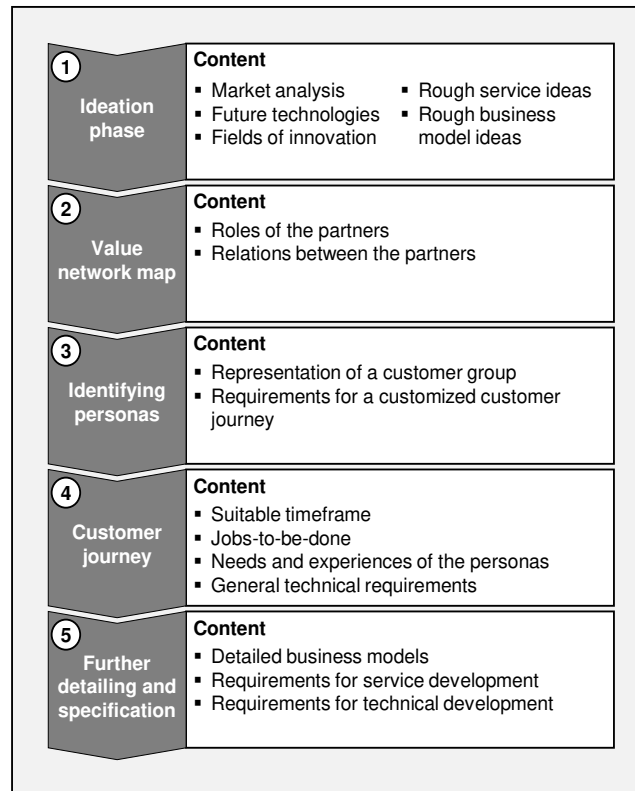 1
Ideation
phase
Content
▪ Market analysis
▪ Future technologies
▪ Fields of innovation
▪ Rough service ideas
▪ Rough business
model ideas
2
Value
network map
Content
▪ Roles of the partners
▪ Relations between the partners
3
Identifying
personas
Content
▪ Representation of a customer group
▪ Requirements for a customized customer
journey
4
Customer
journey
Content
▪ Suitable timeframe
▪ Jobs-to-be-done
▪ Needs and experiences of the personas
▪ General technical requirements
5
Further
detailing and
specification
Content
▪ Detailed business models
▪ Requirements for service development
▪ Requirements for technical development